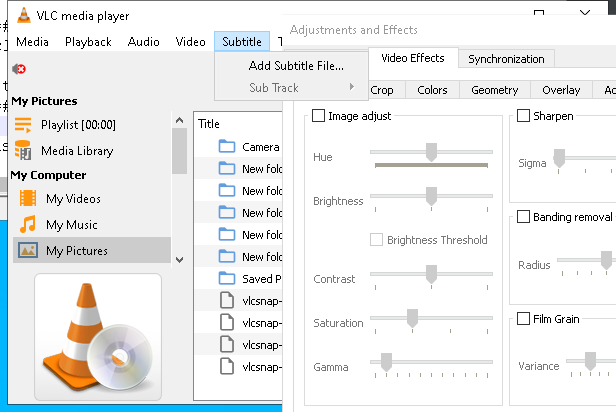 VLC media player
Media Playback Audio Video Subtitle
Add Subtitle File...
Sub Track
My Pictures
Playlist [00:00]
Media Library
My Computer
My Videos
My Music
My Pictures
Title
Camera
New fold
New fold
New fold
New fold
New fold
Saved P
vlcsnap-
vlcsnap-
vlcsnap-
vlcsnap-
Adjustments and Effects
Video Effects Synchronization
Crop Colors Geometry Overlay
Image adjust
Hue
Brightness
Brightness Threshold
Contrast
Saturation
Gamma
Sharpen
Sigma
Banding removal
Radius
Film Grain
Variance